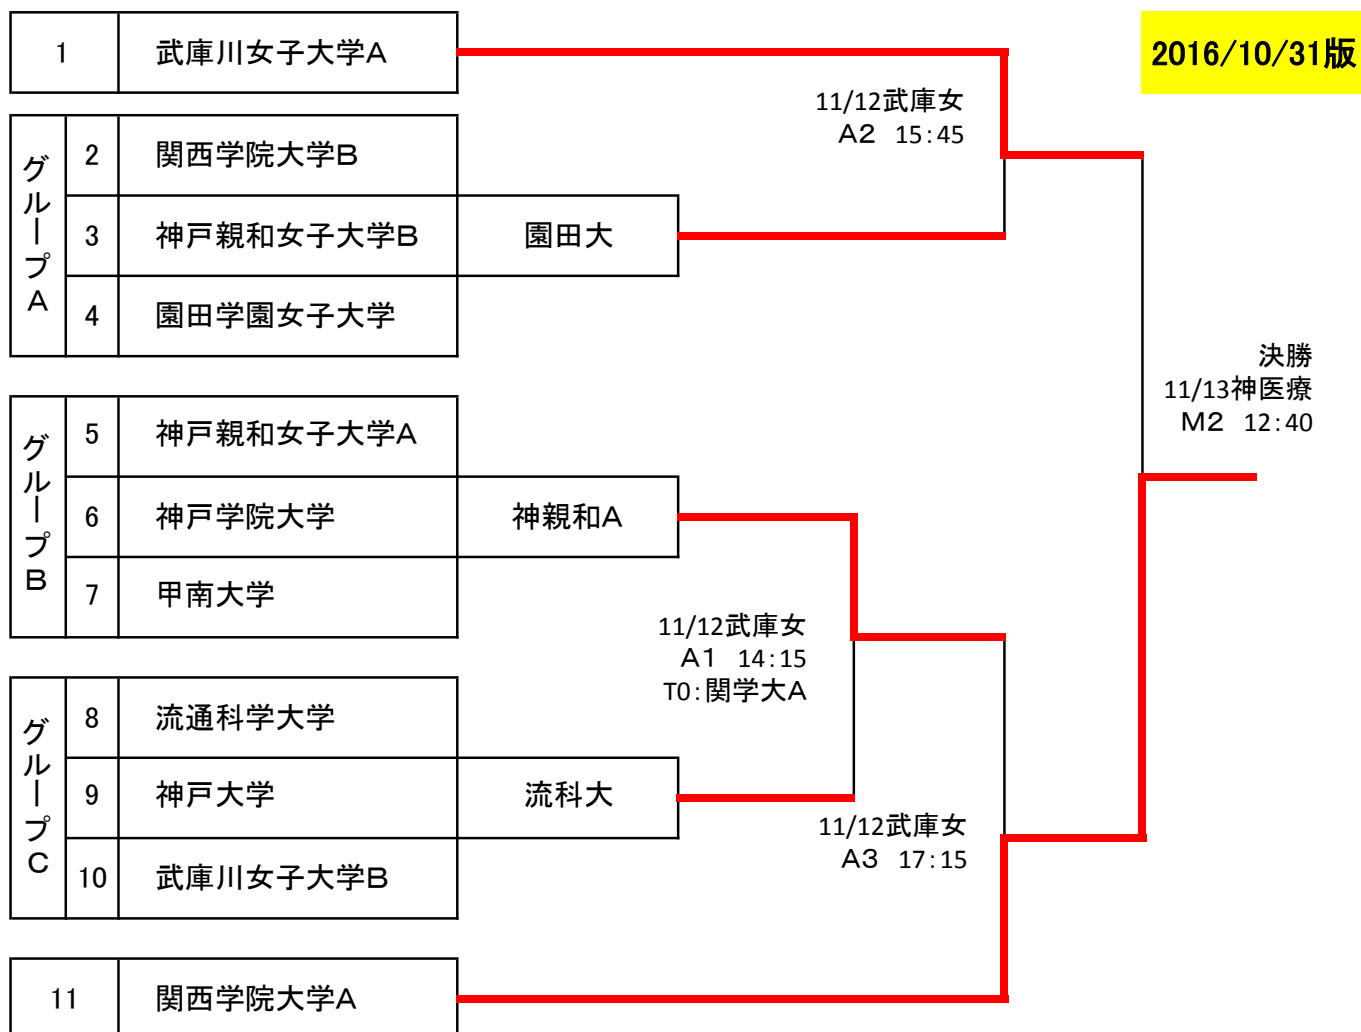 1 武庫川女子大学A
2016/10/31版
11/12武庫女
A2 15:45
グループA
2 関西学院大学B
3 神戸親和女子大学B 園田大
4 園田学園女子大学
決勝
11/13神医療
M2 12:40
グループB
5 神戸親和女子大学A
6 神戸学院大学 神親和A
7 甲南大学
11/12武庫女
A1 14:15
TO:関学大A
グループC
8 流通科学大学
9 神戸大学 流科大
10 武庫川女子大学B
11/12武庫女
A3 17:15
11 関西学院大学A